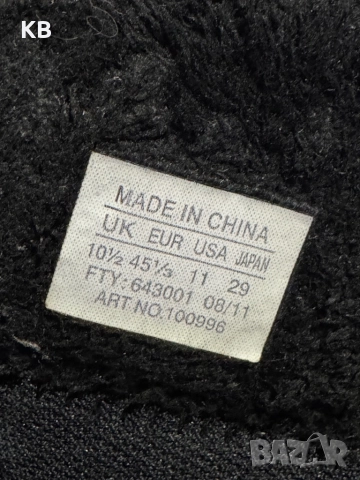 KB
MADE IN CHINA
UK EUR USA JAPAN
10½ 45⅓ 11 29
FTY: 643001 08/11
ART NO.100996
bazar